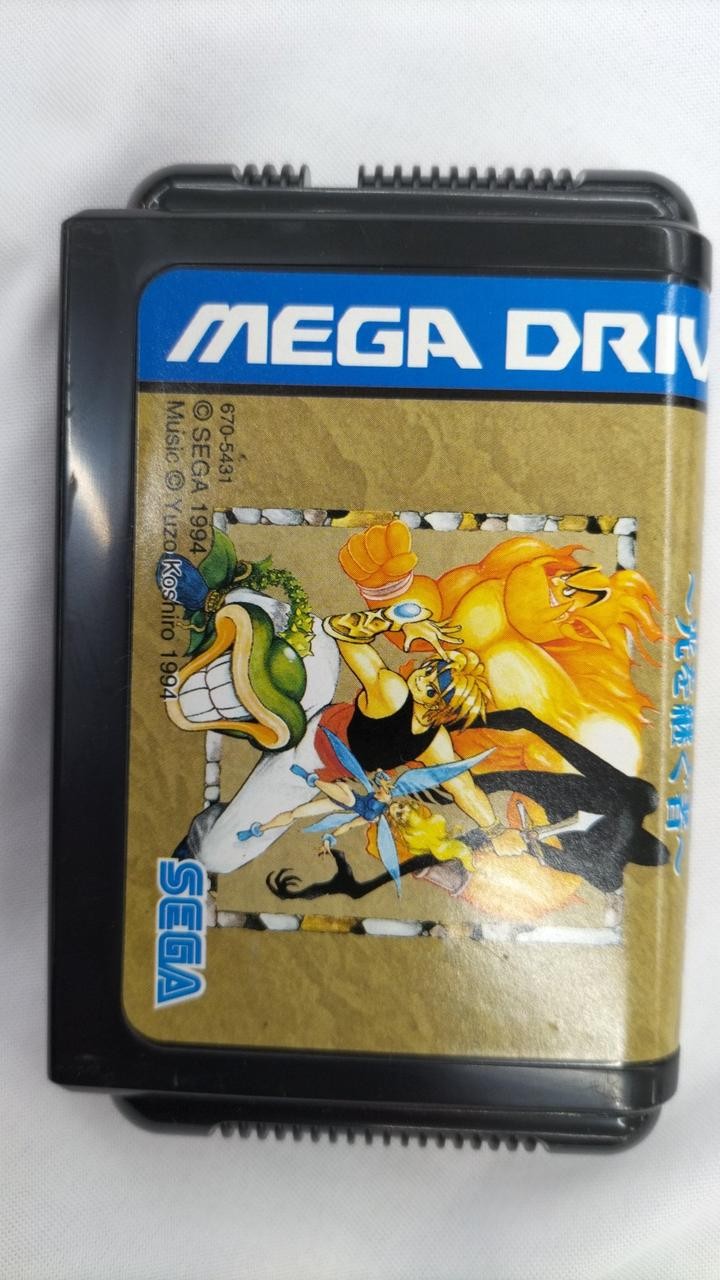 MEGA DRIV
670-5431
© SEGA 1994
Music © Yuzo Koshiro 1994
~光を継ぐ者~
SEGA